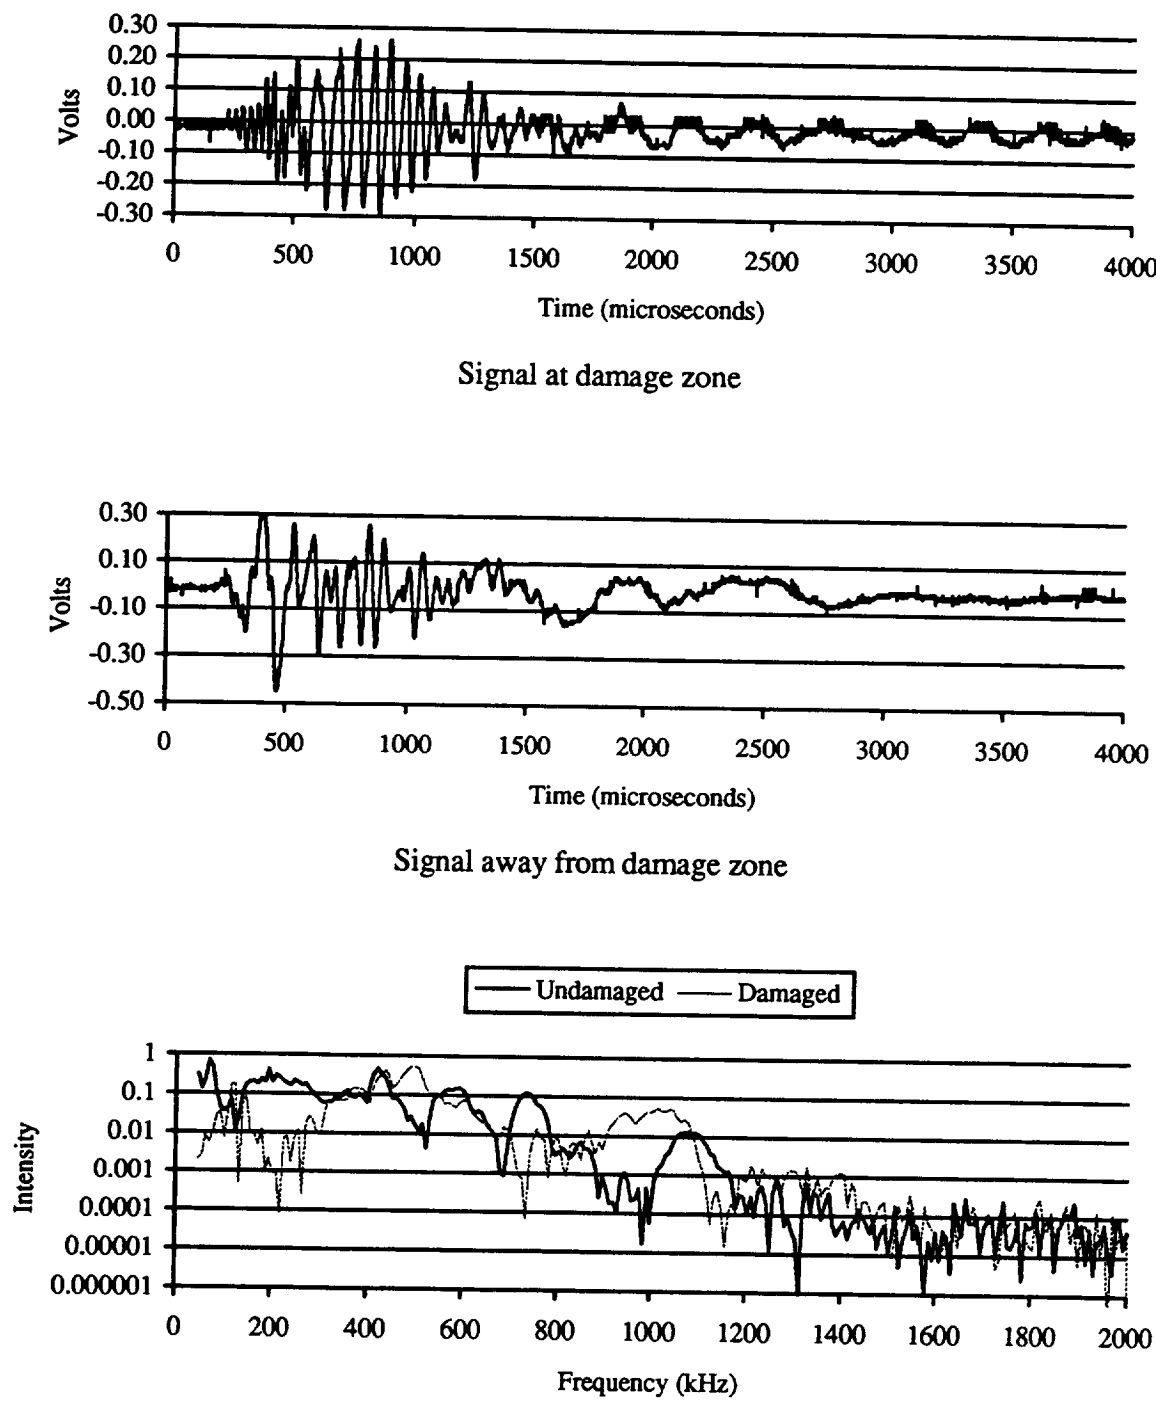 0.30
0.20
0.10
0.00
-0.10
-0.20
-0.30
Volts
0 500 1000 1500 2000 2500 3000 3500 4000
Time (microseconds)
Signal at damage zone
0.30
0.10
-0.10
-0.30
-0.50
Volts
0 500 1000 1500 2000 2500 3000 3500 4000
Time (microseconds)
Signal away from damage zone
Undamaged Damaged
1
0.1
0.01
0.001
0.0001
0.00001
0.000001
Intensity
0 200 400 600 800 1000 1200 1400 1600 1800 2000
Frequency (kHz)